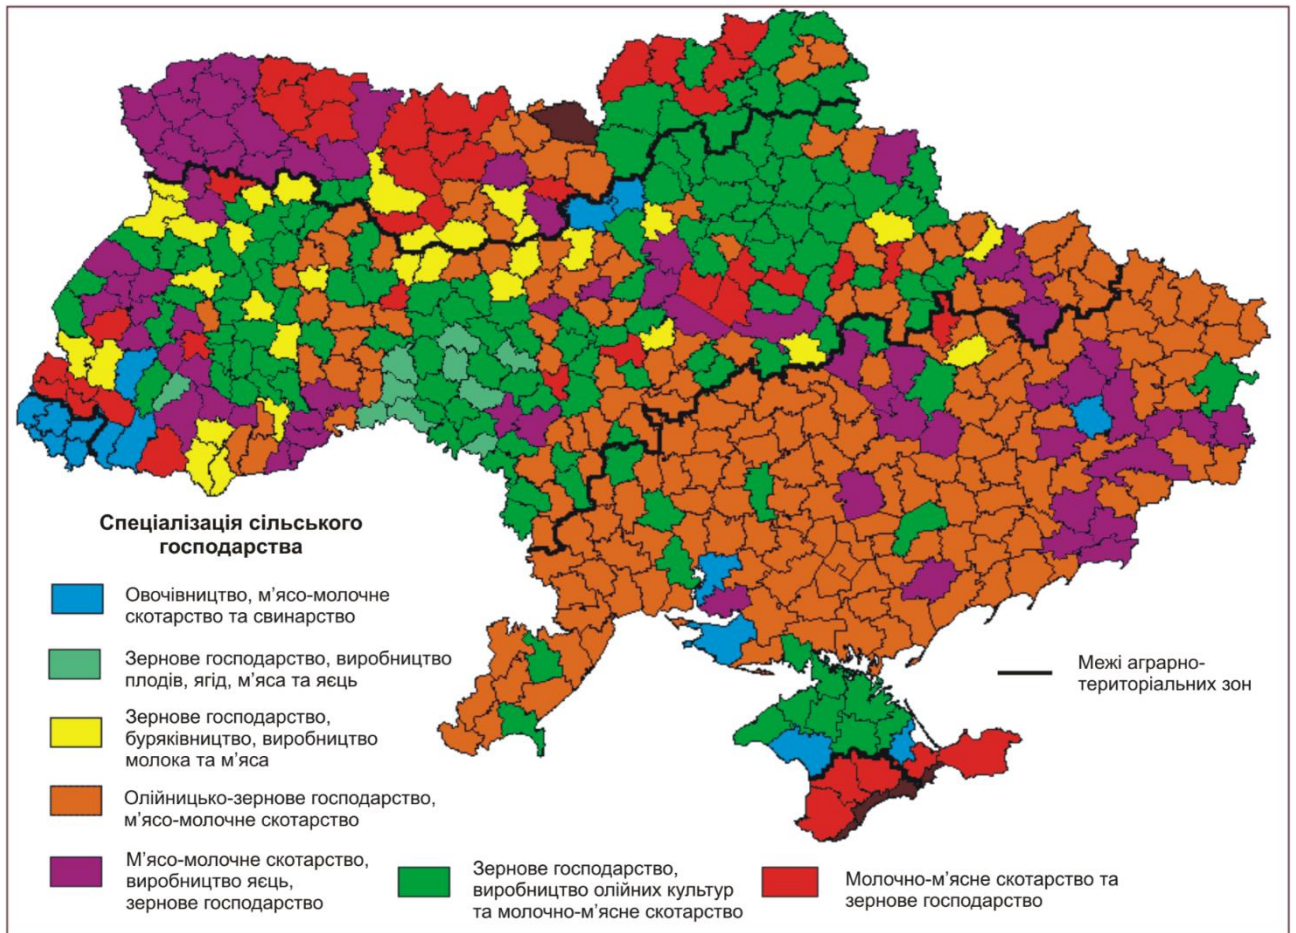 Спеціалізація сільського
господарства
Овочівництво, м’ясо-молочне
скотарство та свинарство
Зернове господарство, виробництво
плодів, ягід, м’яса та яєць
Зернове господарство,
буряківництво, виробництво
молока та м’яса
Олійницько-зернове господарство,
м’ясо-молочне скотарство
М’ясо-молочне скотарство,
виробництво яєць,
зернове господарство
Зернове господарство,
виробництво олійних культур
та молочно-м’ясне скотарство
Молочно-м’ясне скотарство та
зернове господарство
Межі аграрно-
територіальних зон